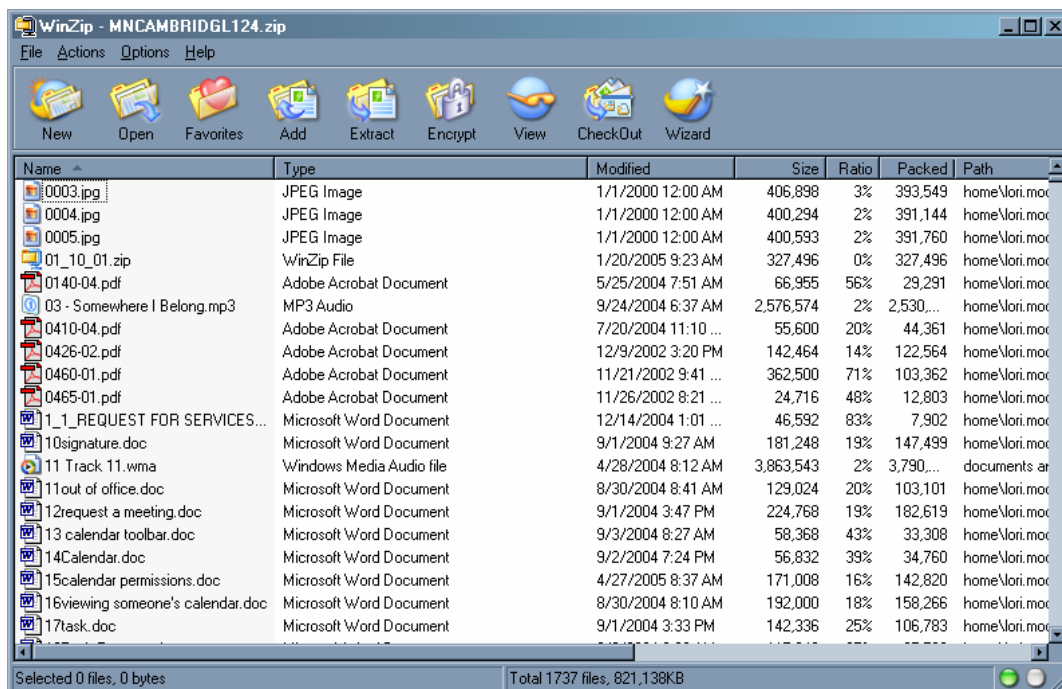 WinZip - MNCAMBRIDGL124.zip
File Actions Options Help
New Open Favorites Add Extract Encrypt View CheckOut Wizard
Name Type Modified Size Ratio Packed Path
0003.jpg JPEG Image 1/1/2000 12:00 AM 406,898 3% 393,549 home\lori.moc
0004.jpg JPEG Image 1/1/2000 12:00 AM 400,294 2% 391,144 home\lori.moc
0005.jpg JPEG Image 1/1/2000 12:00 AM 400,593 2% 391,760 home\lori.moc
01_10_01.zip WinZip File 1/20/2005 9:23 AM 327,496 0% 327,496 home\lori.moc
0140-04.pdf Adobe Acrobat Document 5/25/2004 7:51 AM 66,955 56% 29,291 home\lori.moc
03 - Somewhere I Belong.mp3 MP3 Audio 9/24/2004 6:37 AM 2,576,574 2% 2,530,... home\lori.moc
0410-04.pdf Adobe Acrobat Document 7/20/2004 11:10 ... 55,600 20% 44,361 home\lori.moc
0426-02.pdf Adobe Acrobat Document 12/9/2002 3:20 PM 142,464 14% 122,564 home\lori.moc
0460-01.pdf Adobe Acrobat Document 11/21/2002 9:41 ... 362,500 71% 103,362 home\lori.moc
0465-01.pdf Adobe Acrobat Document 11/26/2002 8:21 ... 24,716 48% 12,803 home\lori.moc
1_1_REQUEST FOR SERVICES... Microsoft Word Document 12/14/2004 1:01 ... 46,592 83% 7,902 home\lori.moc
10signature.doc Microsoft Word Document 9/1/2004 9:27 AM 181,248 19% 147,499 home\lori.moc
11 Track 11.wma Windows Media Audio file 4/28/2004 8:12 AM 3,863,543 2% 3,790,... documents ar
11out of office.doc Microsoft Word Document 8/30/2004 8:41 AM 129,024 20% 103,101 home\lori.moc
12request a meeting.doc Microsoft Word Document 9/1/2004 3:47 PM 224,768 19% 182,619 home\lori.moc
13 calendar toolbar.doc Microsoft Word Document 9/3/2004 8:27 AM 58,368 43% 33,308 home\lori.moc
14Calendar.doc Microsoft Word Document 9/2/2004 7:24 PM 56,832 39% 34,760 home\lori.moc
15calendar permissions.doc Microsoft Word Document 4/27/2005 8:37 AM 171,008 16% 142,820 home\lori.moc
16viewing someone's calendar.doc Microsoft Word Document 8/30/2004 8:10 AM 192,000 18% 158,266 home\lori.moc
17task.doc Microsoft Word Document 9/1/2004 3:33 PM 142,336 25% 106,783 home\lori.moc
Selected 0 files, 0 bytes Total 1737 files, 821,138KB